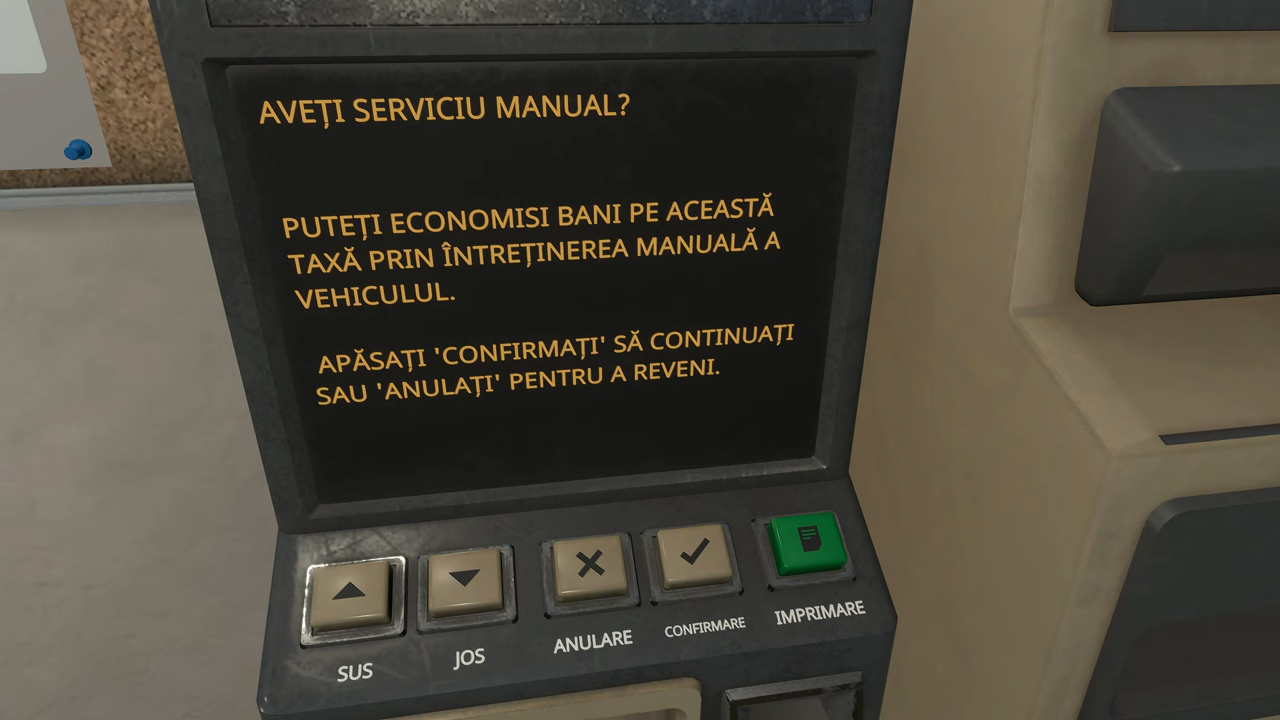 AVEȚI SERVICIU MANUAL?
PUTEȚI ECONOMISI BANI PE ACEASTĂ
TAXĂ PRIN ÎNTREȚINEREA MANUALĂ A
VEHICULUL.
APĂSAȚI 'CONFIRMAȚI' SĂ CONTINUAȚI
SAU 'ANULAȚI' PENTRU A REVENI.
SUS
JOS
ANULARE
CONFIRMARE
IMPRIMARE